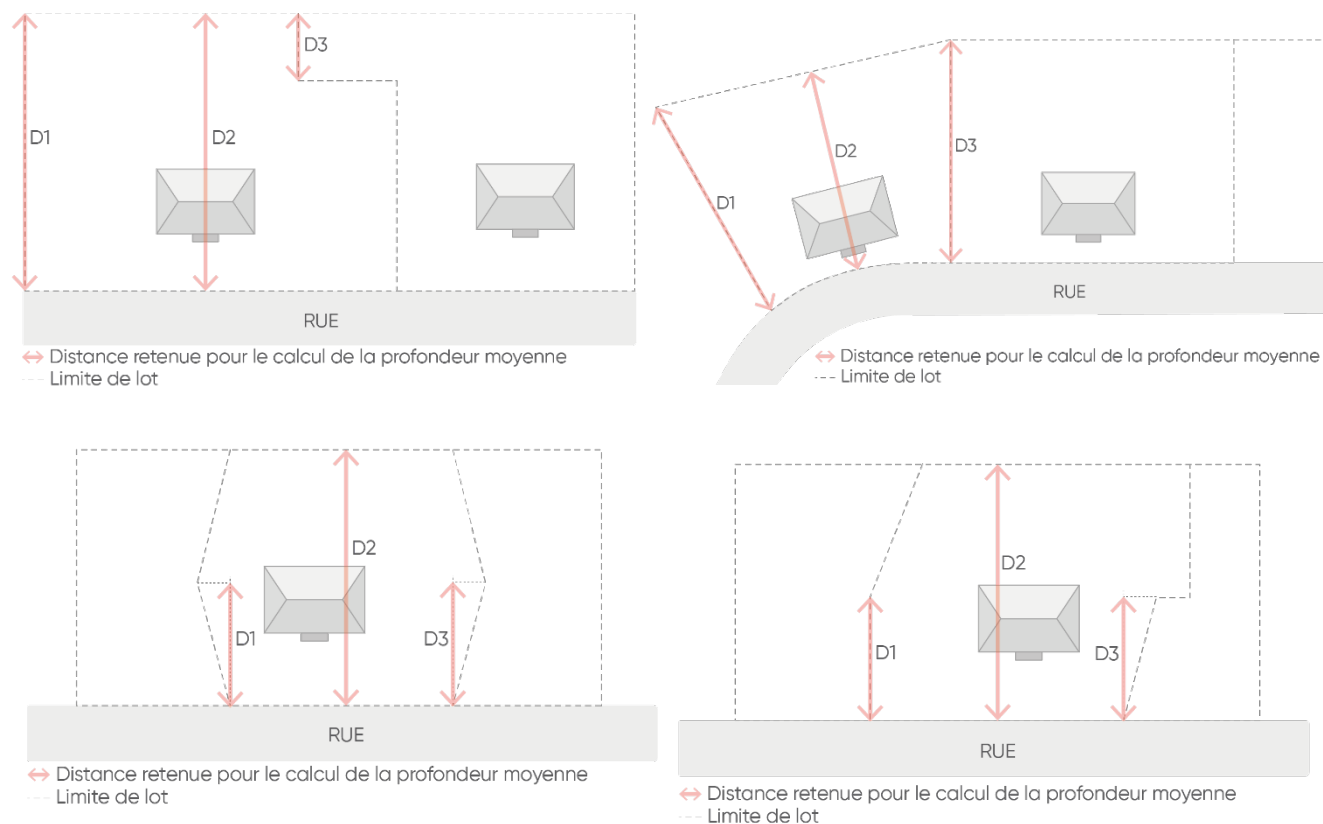 D3
D1
D2
RUE
Distance retenue pour le calcul de la profondeur moyenne
Limite de lot
D1
D2
D3
RUE
Distance retenue pour le calcul de la profondeur moyenne
Limite de lot
D2
D1
D3
RUE
Distance retenue pour le calcul de la profondeur moyenne
Limite de lot
D2
D1
D3
RUE
Distance retenue pour le calcul de la profondeur moyenne
Limite de lot